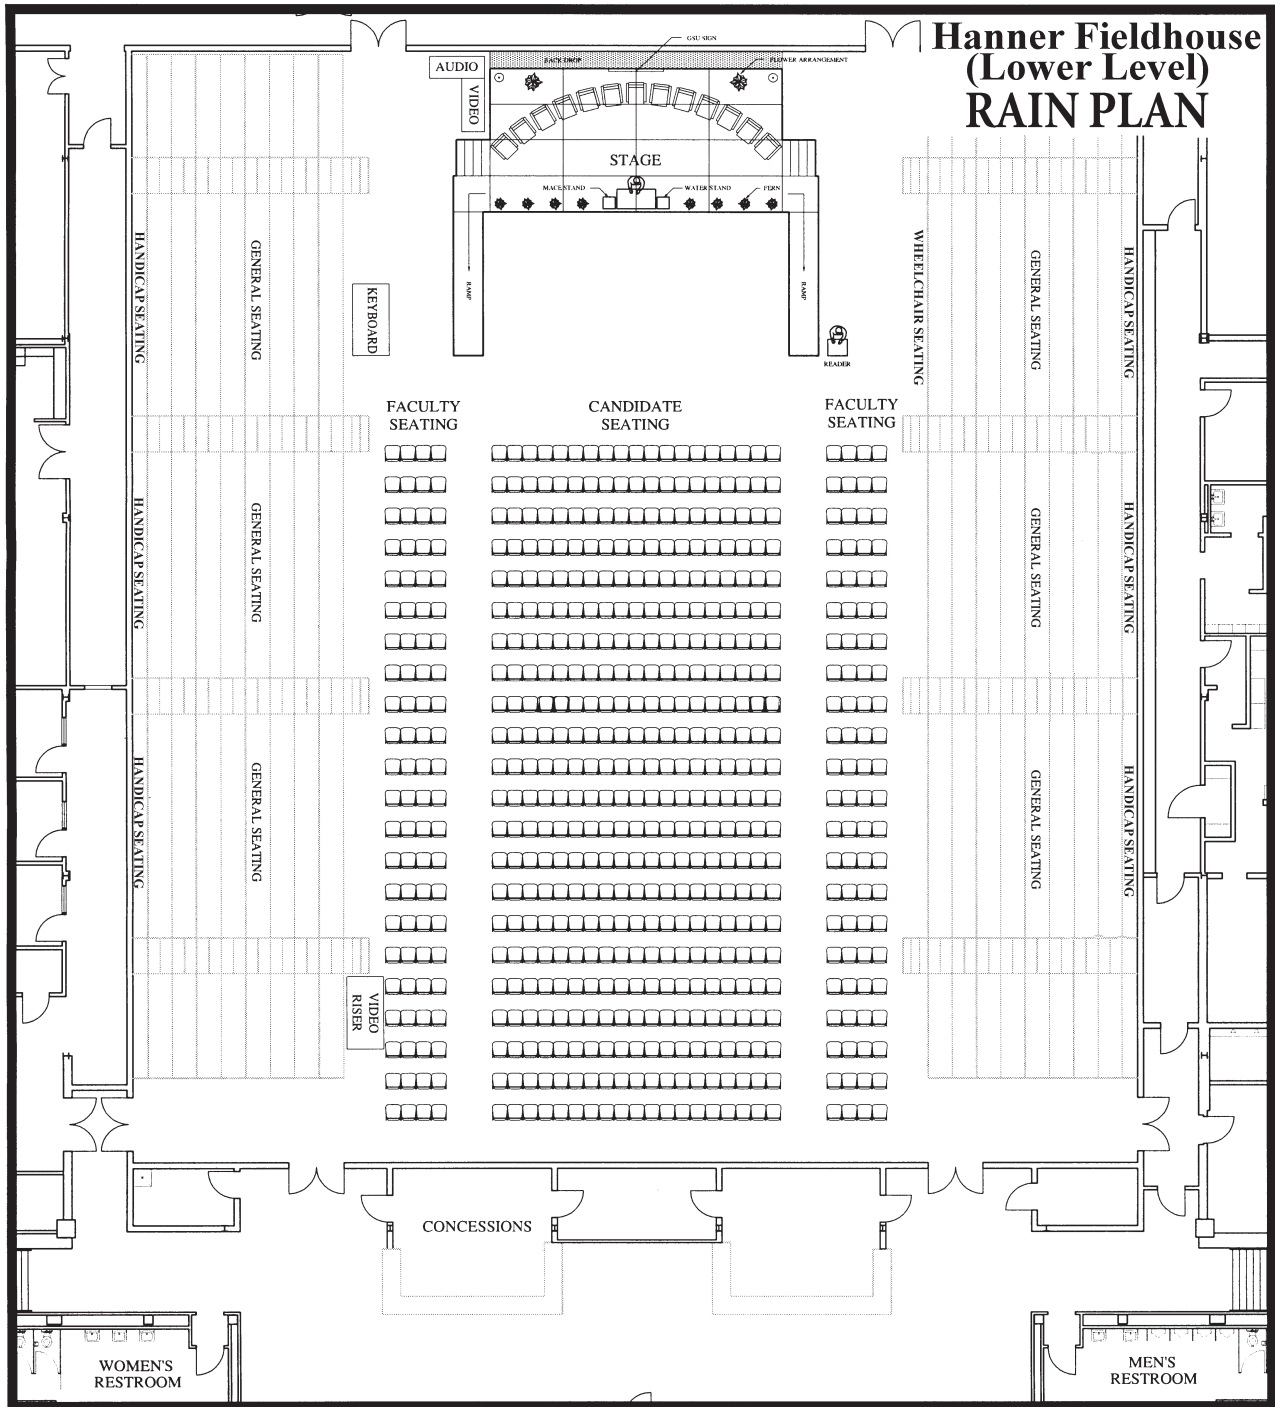 Hanner Fieldhouse
(Lower Level)
RAIN PLAN
GSU SIGN
BACK DROP
FLOWER ARRANGEMENT
AUDIO
VIDEO
STAGE
MACE STAND
WATER STAND
FERN
RAMP
RAMP
KEYBOARD
READER
HANDICAP SEATING
GENERAL SEATING
WHEELCHAIR SEATING
GENERAL SEATING
HANDICAP SEATING
FACULTY
SEATING
CANDIDATE
SEATING
FACULTY
SEATING
HANDICAP SEATING
GENERAL SEATING
GENERAL SEATING
HANDICAP SEATING
HANDICAP SEATING
GENERAL SEATING
GENERAL SEATING
HANDICAP SEATING
VIDEO
RISER
CONCESSIONS
WOMEN'S
RESTROOM
MEN'S
RESTROOM